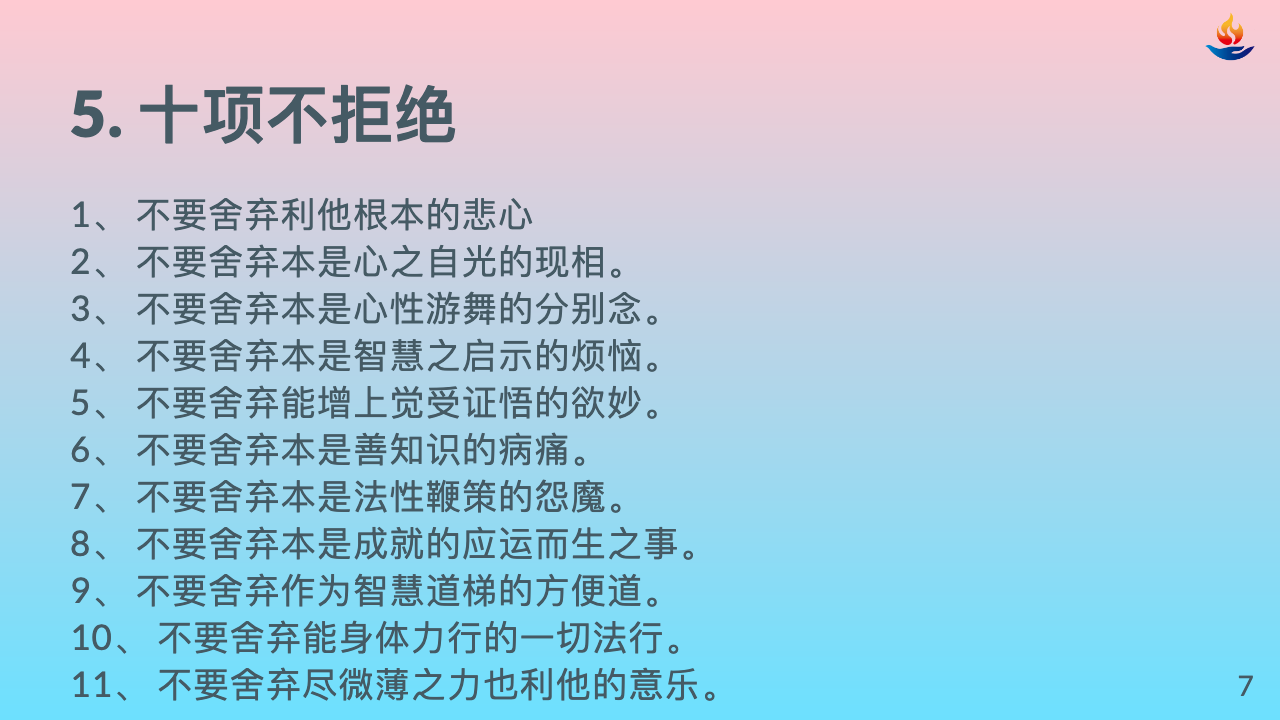 5. 十项不拒绝
1、 不要舍弃利他根本的悲心
2、 不要舍弃本是心之自光的现相。
3、 不要舍弃本是心性游舞的分别念。
4、 不要舍弃本是智慧之启示的烦恼。
5、 不要舍弃能增上觉受证悟的欲妙。
6、 不要舍弃本是善知识的病痛。
7、 不要舍弃本是法性鞭策的怨魔。
8、 不要舍弃本是成就的应运而生之事。
9、 不要舍弃作为智慧道梯的方便道。
10、 不要舍弃能身体力行的一切法行。
11、 不要舍弃尽微薄之力也利他的意乐。
7